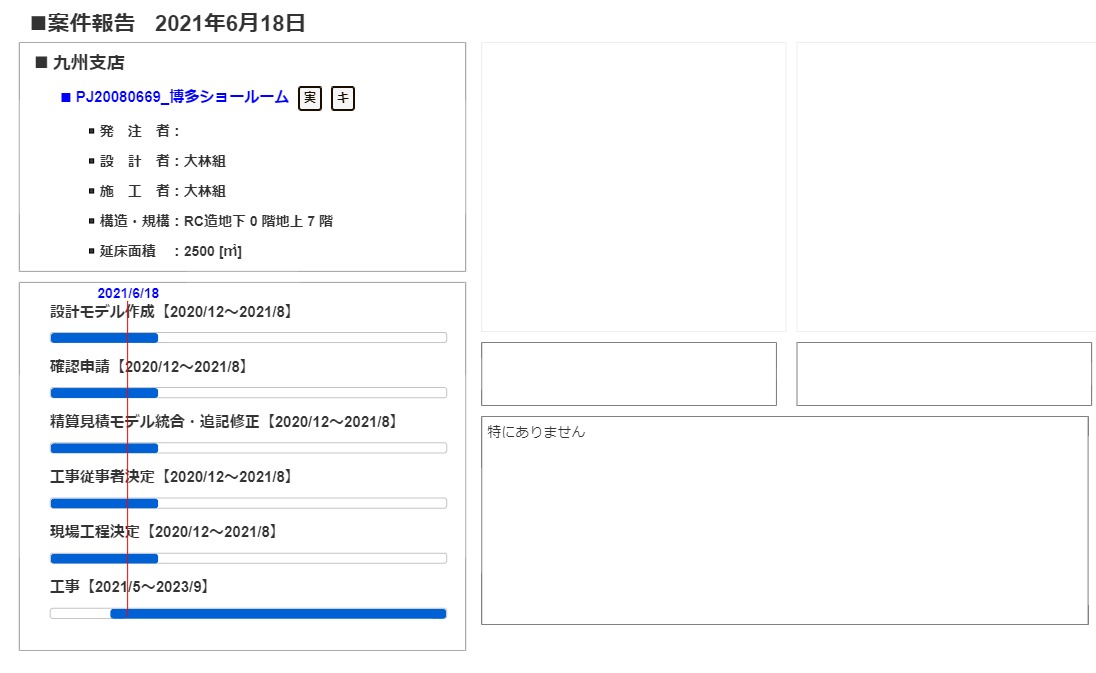 ■案件報告 2021年6月18日
■ 九州支店
■ PJ20080669_博多ショールーム 実 キ
▪ 発 注 者：
▪ 設 計 者：大林組
▪ 施 工 者：大林組
▪ 構造・規構：RC造地下 0 階地上 7 階
▪ 延床面積 ：2500 [㎡]
2021/6/18
設計モデル作成【2020/12～2021/8】
確認申請【2020/12～2021/8】
精算見積モデル統合・追記修正【2020/12～2021/8】
工事従事者決定【2020/12～2021/8】
現場工程決定【2020/12～2021/8】
工事【2021/5～2023/9】
特にありません